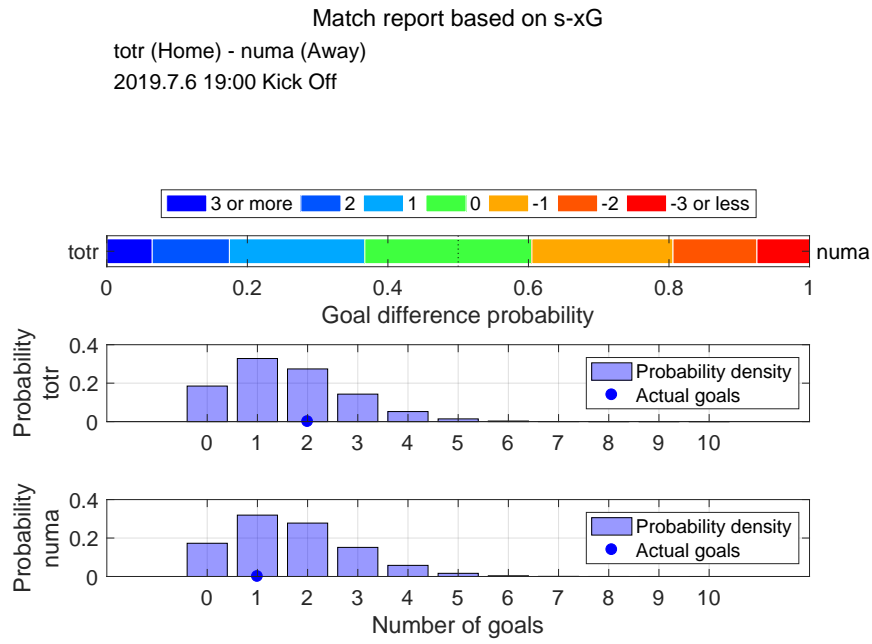 Match report based on s-xG
totr (Home) - numa (Away)
2019.7.6 19:00 Kick Off
3 or more 2 1 0 -1 -2 -3 or less
totr numa
0 0.2 0.4 0.6 0.8 1
Goal difference probability
Probability
totr
0.4
0.2
0
Probability density
Actual goals
0 1 2 3 4 5 6 7 8 9 10
Probability
numa
0.4
0.2
0
Probability density
Actual goals
0 1 2 3 4 5 6 7 8 9 10
Number of goals